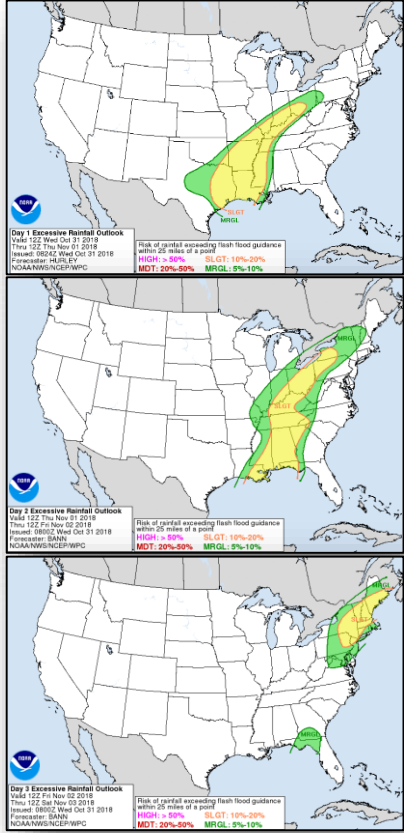 SLGT
MRGL
NOAA
Day 1 Excessive Rainfall Outlook
Valid 12Z Wed Oct 31 2018
Thru 12Z Thu Nov 01 2018
Issued: 0824Z Wed Oct 31 2018
Forecaster: HURLEY
NOAA/NWS/NCEP/WPC
Risk of rainfall exceeding flash flood guidance
within 25 miles of a point
HIGH: > 50% SLGT: 10%-20%
MDT: 20%-50% MRGL: 5%-10%
MRGL
SLGT
NOAA
Day 2 Excessive Rainfall Outlook
Valid 12Z Thu Nov 01 2018
Thru 12Z Fri Nov 02 2018
Issued: 0800Z Wed Oct 31 2018
Forecaster: BANN
NOAA/NWS/NCEP/WPC
Risk of rainfall exceeding flash flood guidance
within 25 miles of a point
HIGH: > 50% SLGT: 10%-20%
MDT: 20%-50% MRGL: 5%-10%
MRGL
SLGT
MRGL
NOAA
Day 3 Excessive Rainfall Outlook
Valid 12Z Fri Nov 02 2018
Thru 12Z Sat Nov 03 2018
Issued: 0800Z Wed Oct 31 2018
Forecaster: BANN
NOAA/NWS/NCEP/WPC
Risk of rainfall exceeding flash flood guidance
within 25 miles of a point
HIGH: > 50% SLGT: 10%-20%
MDT: 20%-50% MRGL: 5%-10%